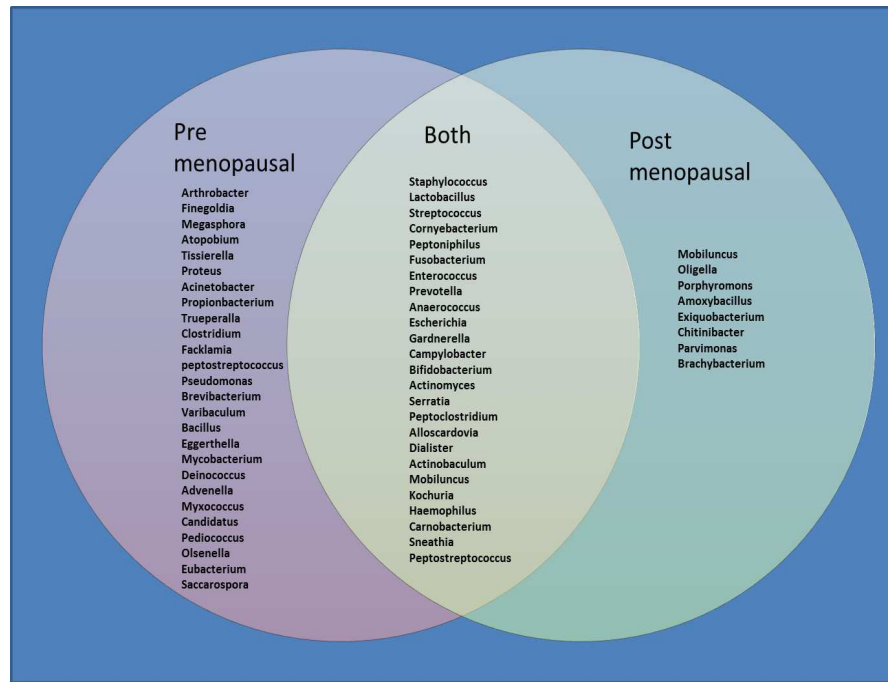 Pre
menopausal
Arthrobacter
Finegoldia
Megasphora
Atopobium
Tissierella
Proteus
Acinetobacter
Propionbacterium
Trueperalla
Clostridium
Facklamia
peptostreptococcus
Pseudomonas
Brevibacterium
Varibaculum
Bacillus
Eggerthella
Mycobacterium
Deinococcus
Advenella
Myxococcus
Candidatus
Pediococcus
Olsenella
Eubacterium
Saccarospora
Both
Staphylococcus
Lactobacillus
Streptococcus
Cornyebacterium
Peptoniphilus
Fusobacterium
Enterococcus
Prevotella
Anaerococcus
Escherichia
Gardnerella
Campylobacter
Bifidobacterium
Actinomyces
Serratia
Peptoclostridium
Alloscardovia
Dialister
Actinobaculum
Mobiluncus
Kochuria
Haemophilus
Carnobacterium
Sneathia
Peptostreptococcus
Post
menopausal
Mobiluncus
Oligella
Porphyromons
Amoxybacillus
Exiquobacterium
Chitinibacter
Parvimonas
Brachybacterium